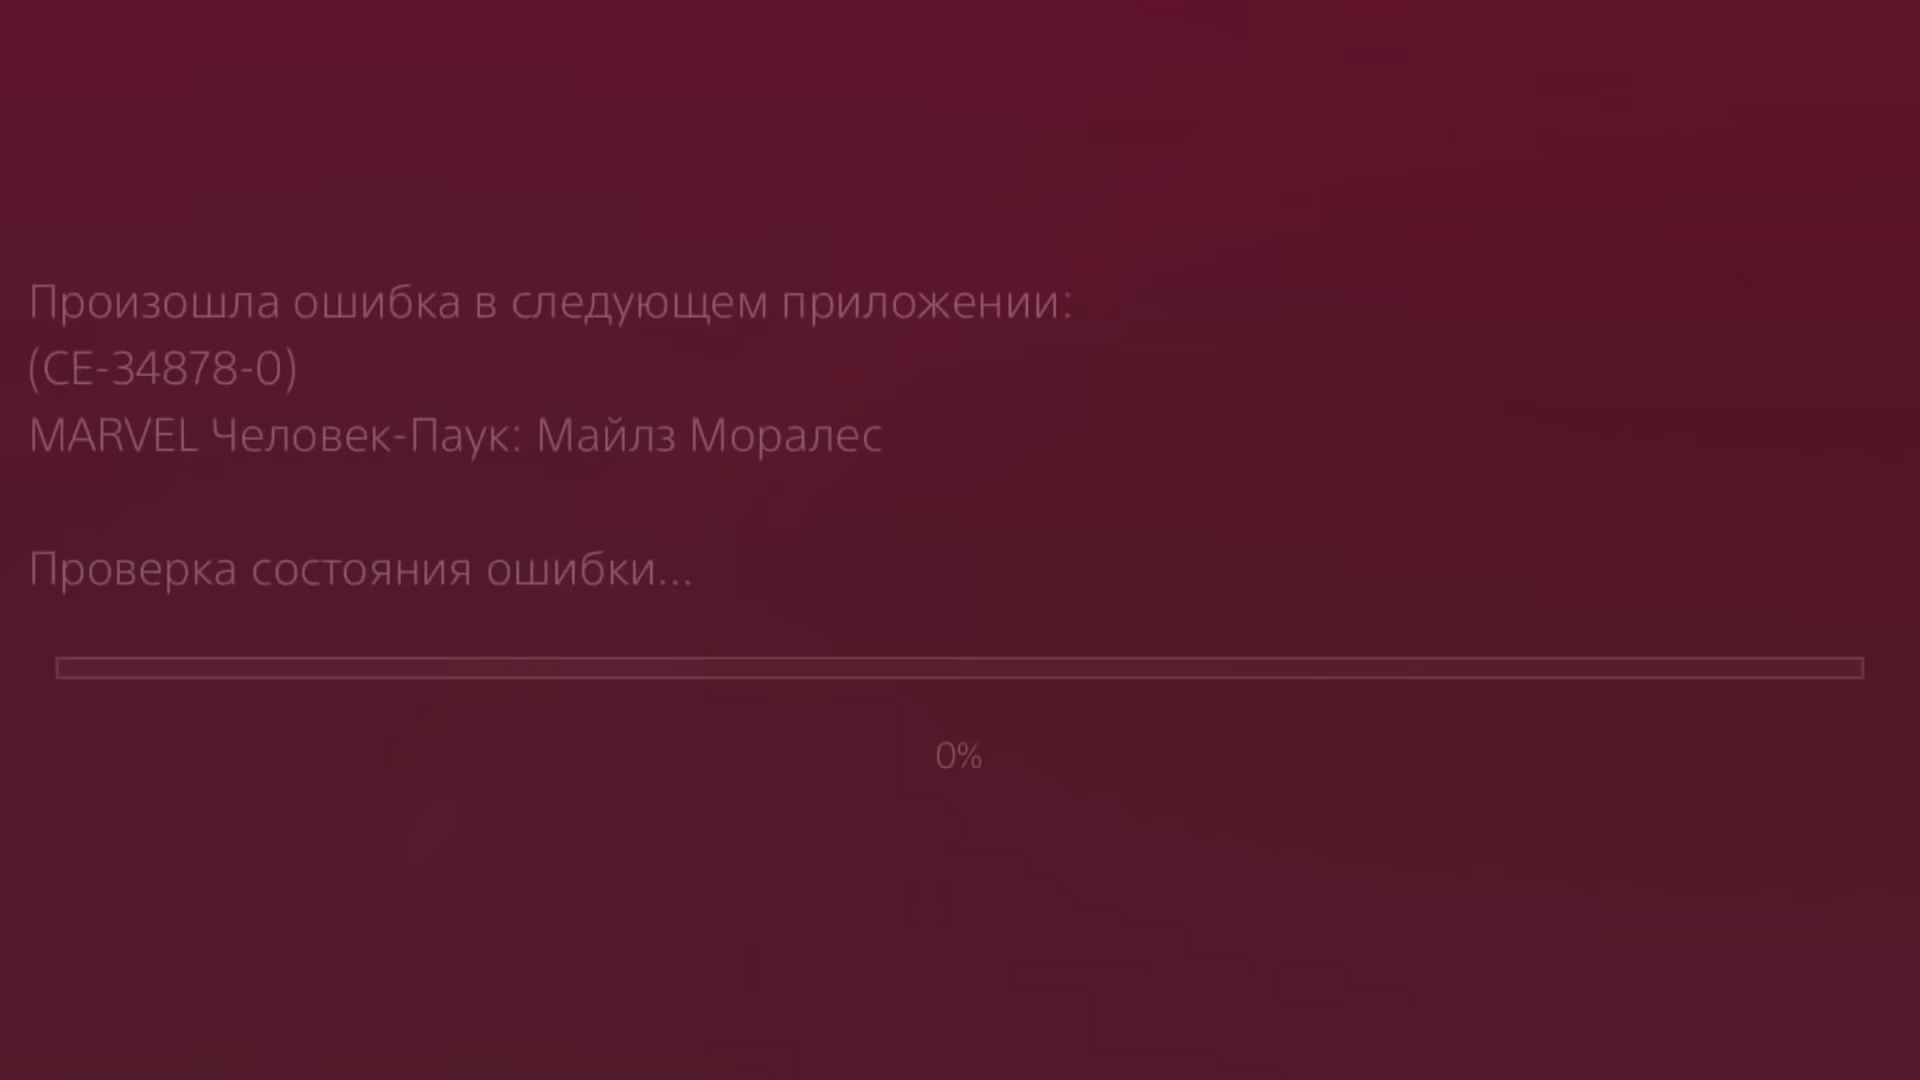 Произошла ошибка в следующем приложении:
(CE-34878-0)
MARVEL Человек-Паук: Майлз Моралес
Проверка состояния ошибки...
0%